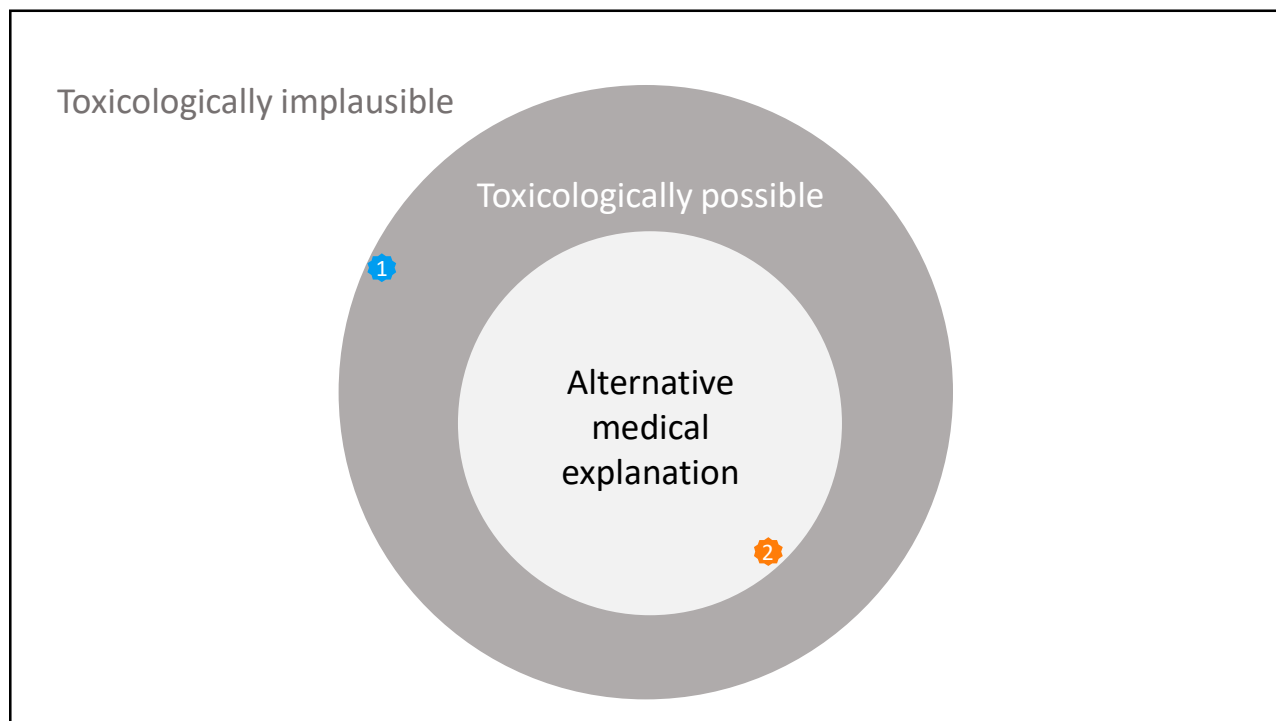 Toxicologically implausible
Toxicologically possible
1
Alternative
medical
explanation
2